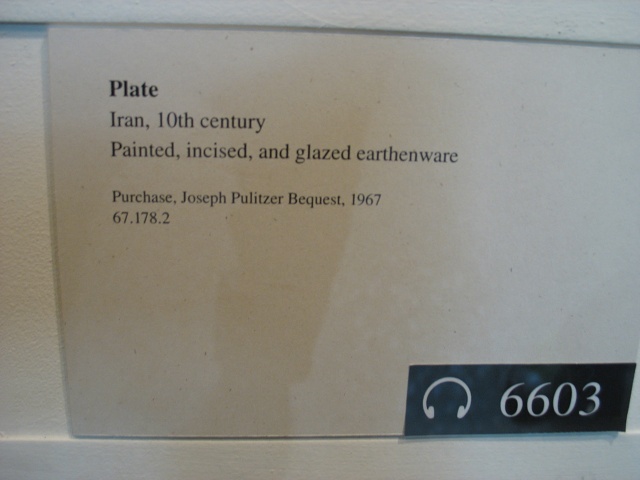 Plate
Iran, 10th century
Painted, incised, and glazed earthenware
Purchase, Joseph Pulitzer Bequest, 1967
67.178.2
6603